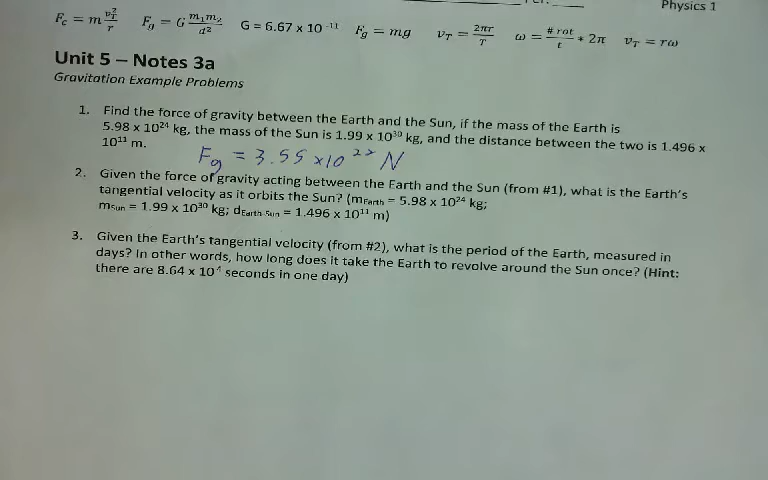 Physics 1
F_c = m v_T²/r   F_g = G m₁m₂/d²   G = 6.67 x 10⁻¹¹   F_g = mg   v_T = 2πr/T   ω = # rot/t * 2π   v_T = rω
Unit 5 – Notes 3a
Gravitation Example Problems
1. Find the force of gravity between the Earth and the Sun, if the mass of the Earth is
5.98 x 10²⁴ kg, the mass of the Sun is 1.99 x 10³⁰ kg, and the distance between the two is 1.496 x
10¹¹ m.
F_g = 3.55 x 10²² N
2. Given the force of gravity acting between the Earth and the Sun (from #1), what is the Earth's
tangential velocity as it orbits the Sun? (m_Earth = 5.98 x 10²⁴ kg;
m_Sun = 1.99 x 10³⁰ kg; d_Earth-Sun = 1.496 x 10¹¹ m)
3. Given the Earth's tangential velocity (from #2), what is the period of the Earth, measured in
days? In other words, how long does it take the Earth to revolve around the Sun once? (Hint:
there are 8.64 x 10⁴ seconds in one day)